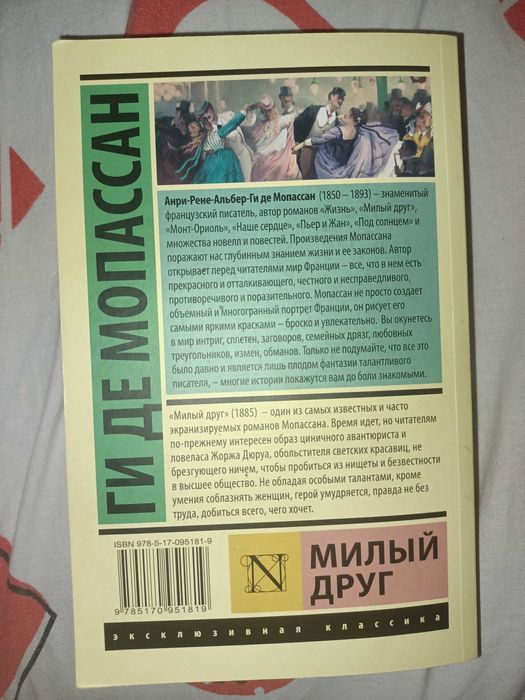 ГИ ДЕ МОПАССАН
Анри-Рене-Альбер-Ги де Мопассан (1850 – 1893) – знаменитый
французский писатель, автор романов «Жизнь», «Милый друг»,
«Монт-Ориоль», «Наше сердце», «Пьер и Жан», «Под солнцем» и
множества новелл и повестей. Произведения Мопассана
поражают нас глубинным знанием жизни и ее законов. Автор
открывает перед читателями мир Франции – все, что в нем есть
прекрасного и отталкивающего, честного и несправедливого,
противоречивого и поразительного. Мопассан не просто создает
объемный и многогранный портрет Франции, он рисует его
самыми яркими красками – броско и увлекательно. Вы окунетесь
в мир интриг, сплетен, заговоров, семейных дрязг, любовных
треугольников, измен, обманов. Только не подумайте, что все это
было давно и является лишь плодом фантазии талантливого
писателя, – многие истории покажутся вам до боли знакомыми.
«Милый друг» (1885) – один из самых известных и часто
экранизируемых романов Мопассана. Время идет, но читателям
по-прежнему интересен образ циничного авантюриста и
ловеласа Жоржа Дюруа, обольстителя светских красавиц, не
брезгующего ничем, чтобы пробиться из нищеты и безвестности
в высшее общество. Не обладая особыми талантами, кроме
умения соблазнять женщин, герой умудряется, правда не без
труда, добиться всего, чего хочет.
ISBN 978-5-17-095181-9
9 785170 951819
N
МИЛЫЙ
ДРУГ
эксклюзивная классика